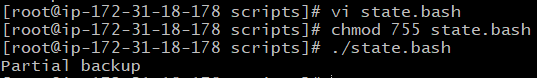 [root@ip-172-31-18-178 scripts]# vi state.bash
[root@ip-172-31-18-178 scripts]# chmod 755 state.bash
[root@ip-172-31-18-178 scripts]# ./state.bash
Partial backup